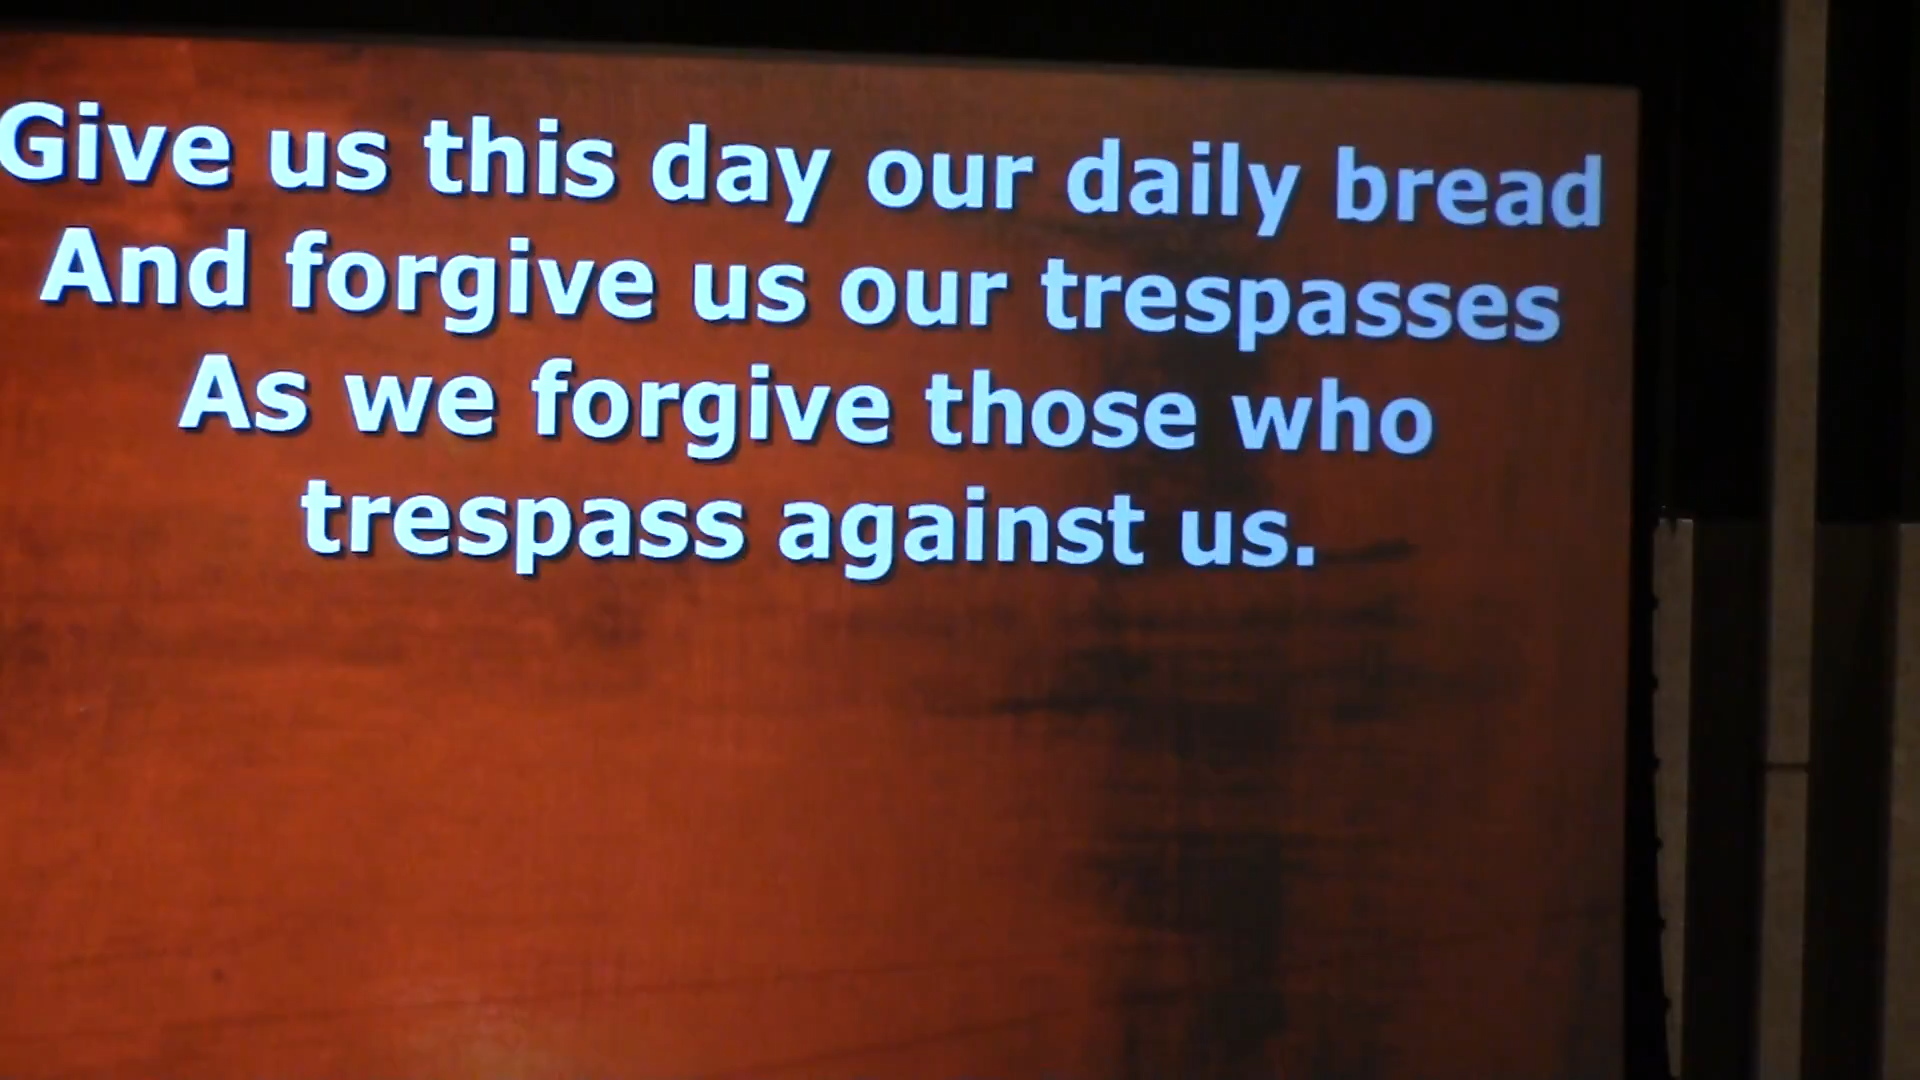 Give us this day our daily bread
And forgive us our trespasses
As we forgive those who
trespass against us.